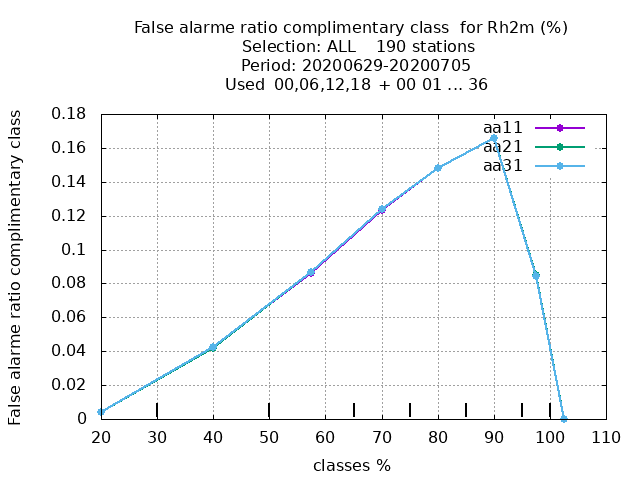 False alarme ratio complimentary class for Rh2m (%)
Selection: ALL 190 stations
Period: 20200629-20200705
Used 00,06,12,18 + 00 01 ... 36
False alarme ratio complimentary class
0.18
0.16
0.14
0.12
0.1
0.08
0.06
0.04
0.02
0
aa11
aa21
aa31
20 30 40 50 60 70 80 90 100 110
classes %